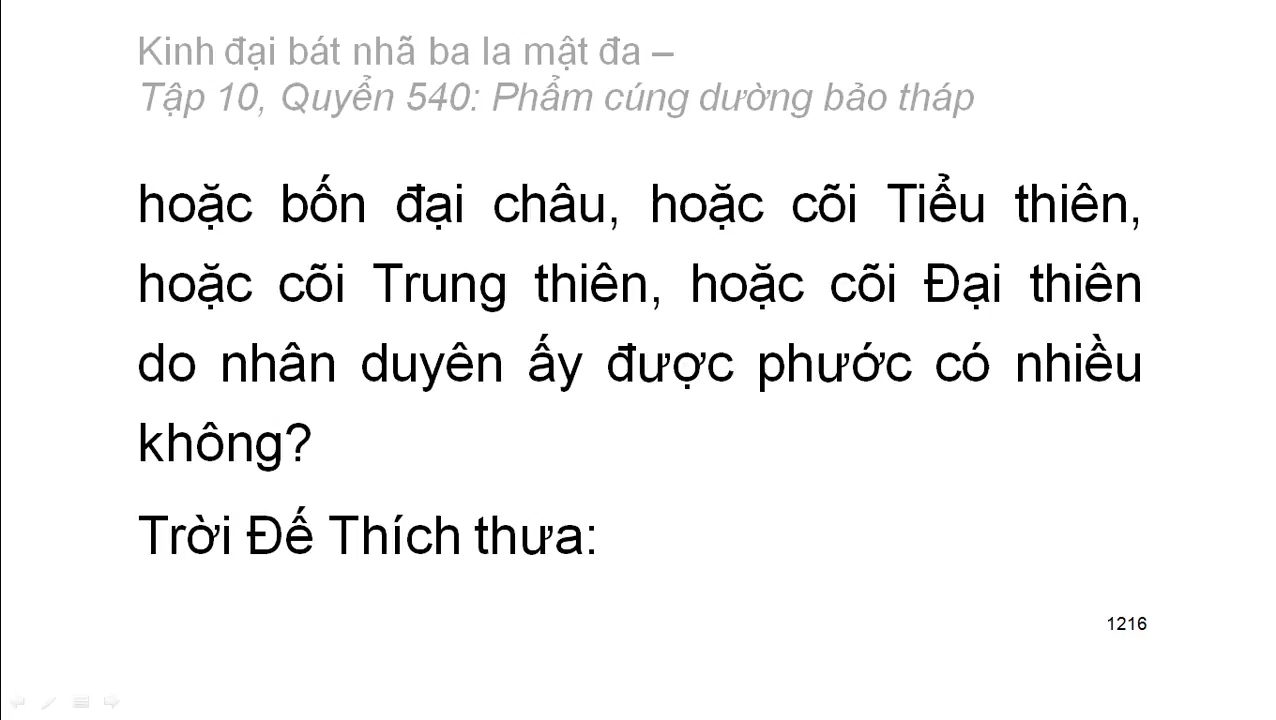 Kinh đại bát nhã ba la mật đa –
Tập 10, Quyển 540: Phẩm cúng dường bảo tháp
hoặc bốn đại châu, hoặc cõi Tiểu thiên,
hoặc cõi Trung thiên, hoặc cõi Đại thiên
do nhân duyên ấy được phước có nhiều
không?
Trời Đế Thích thưa:
1216